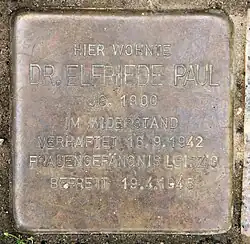 HIER WOHNTE
DR. ELFRIEDE PAUL
JG. 1900
IM WIDERSTAND
VERHAFTET 16.9.1942
FRAUENGEFÄNGNIS LEIPZIG
BEFREIT 19.4.1945